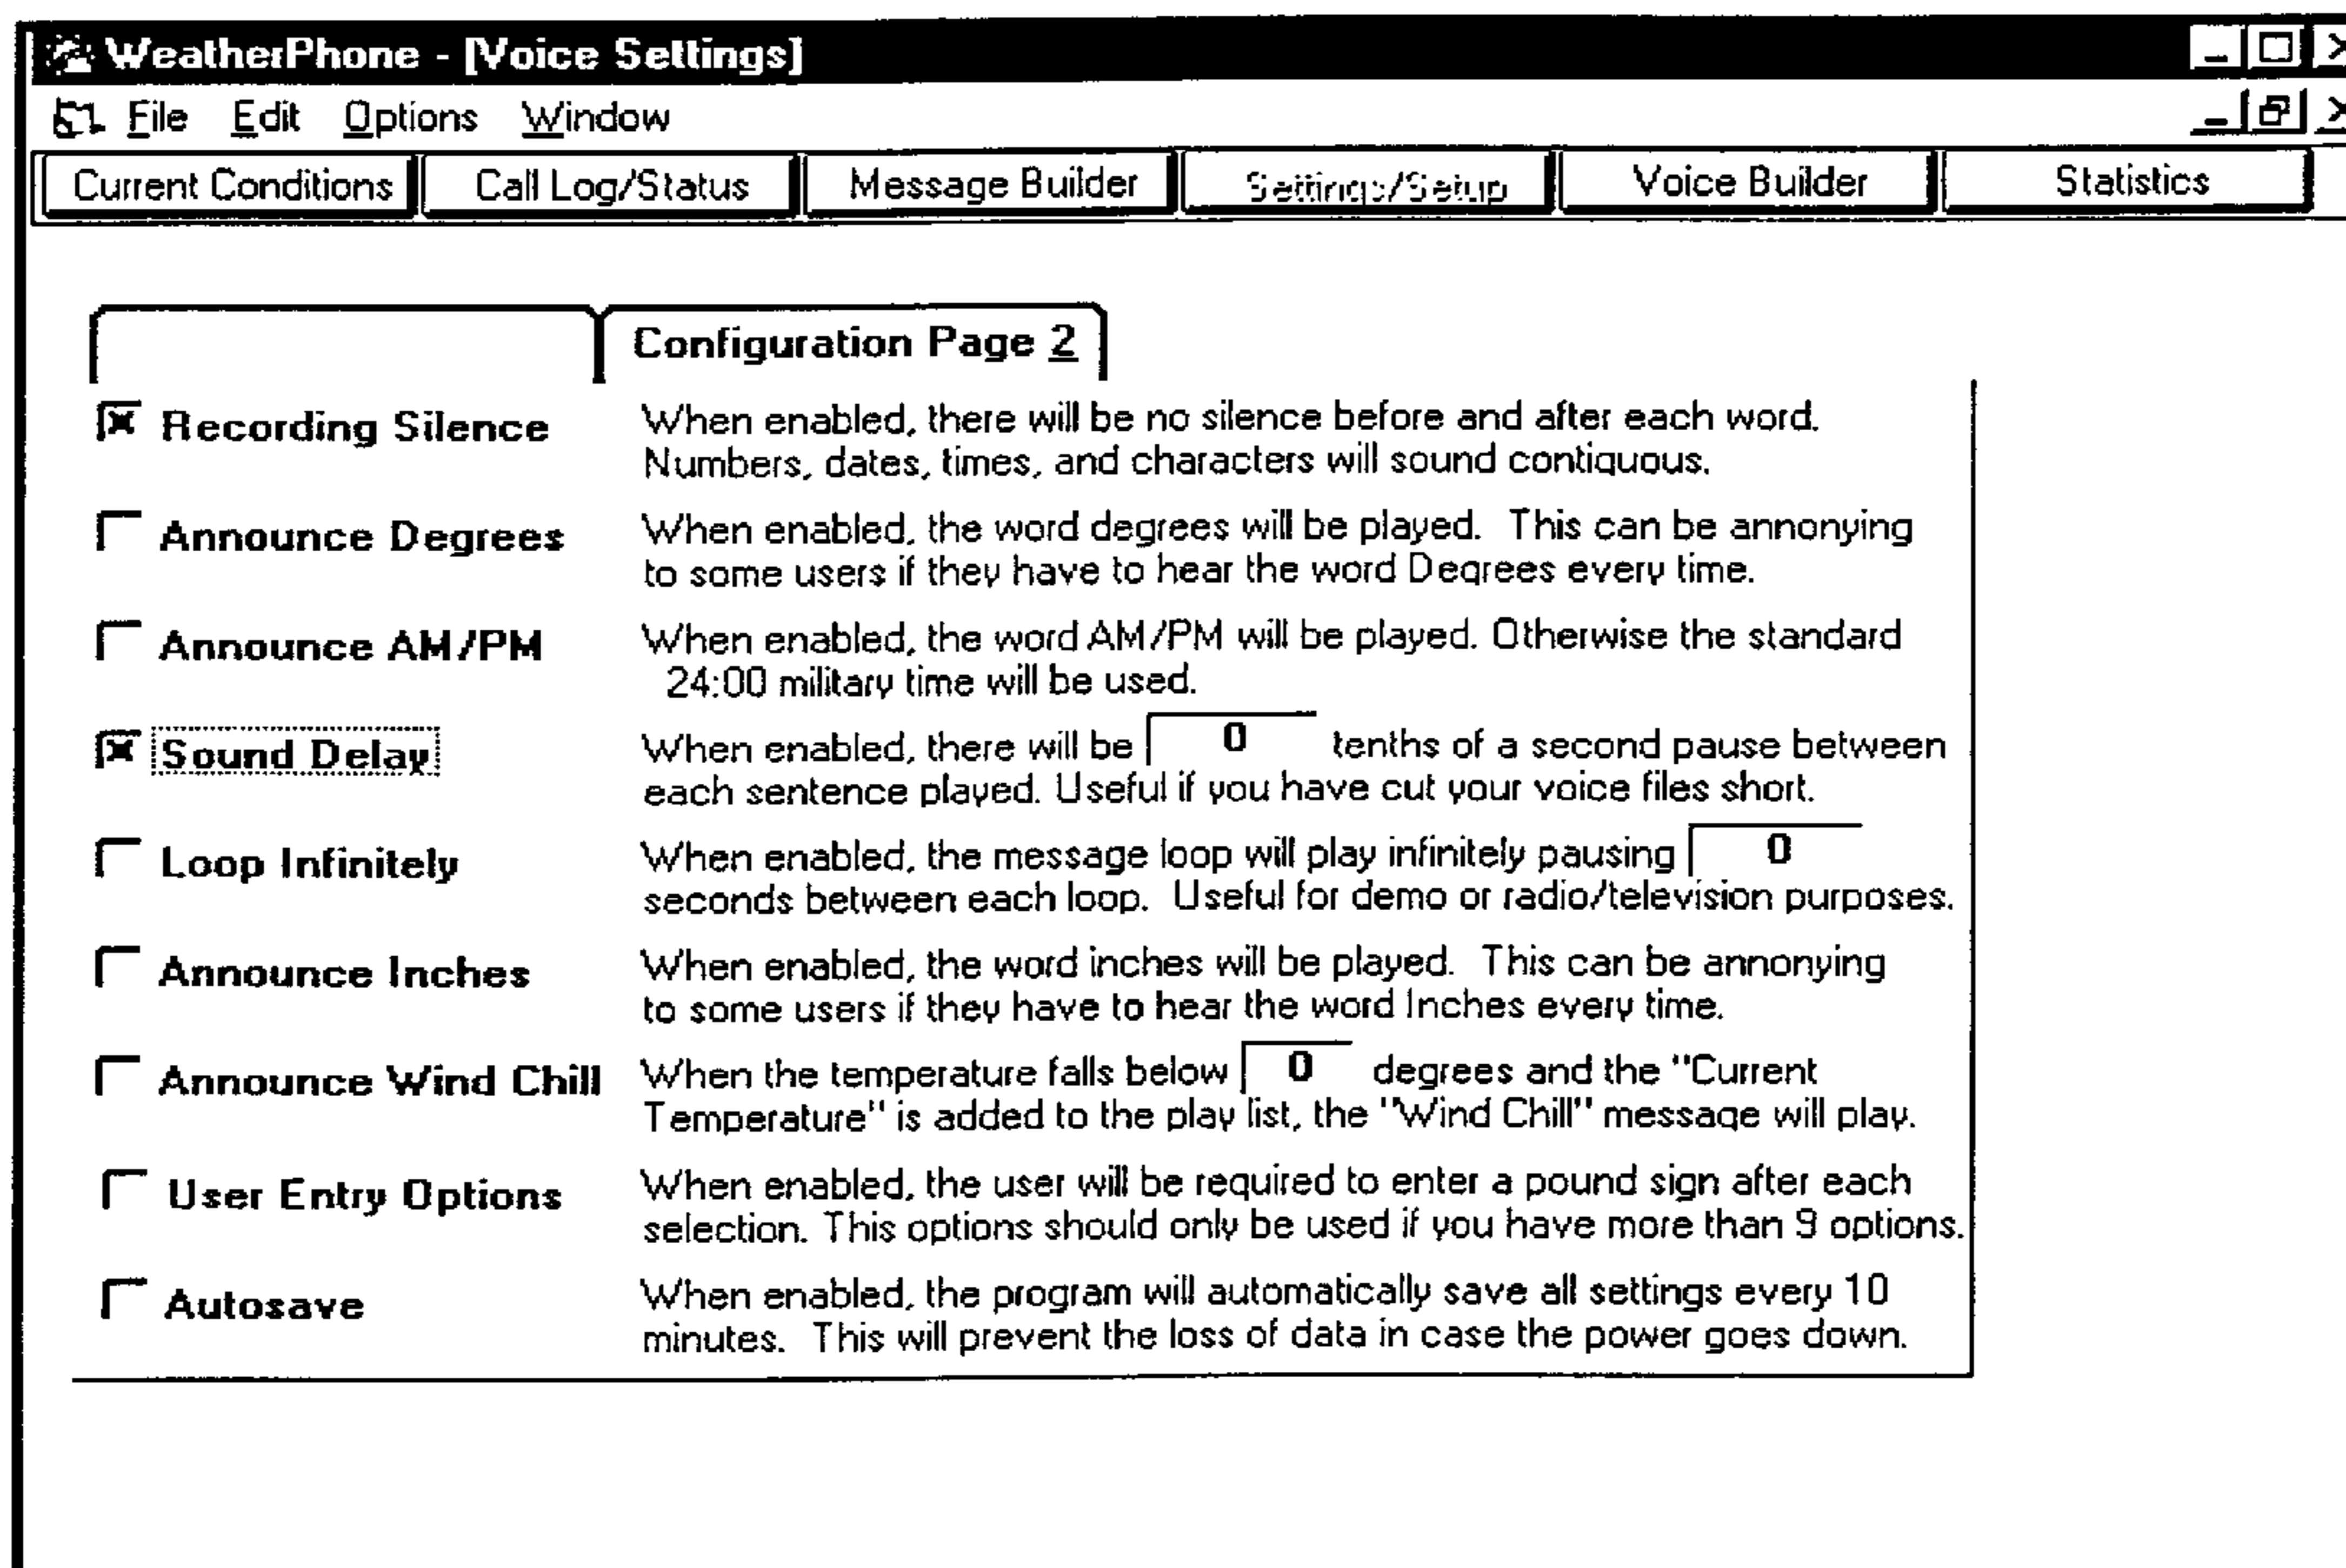 WeatherPhone - [Voice Settings]
File Edit Options Window
Current Conditions Call Log/Status Message Builder Settings/Setup Voice Builder Statistics
Configuration Page 2
Recording Silence When enabled, there will be no silence before and after each word.
Numbers, dates, times, and characters will sound contiguous.
Announce Degrees When enabled, the word degrees will be played. This can be annonying
to some users if they have to hear the word Degrees every time.
Announce AM/PM When enabled, the word AM/PM will be played. Otherwise the standard
24:00 military time will be used.
Sound Delay When enabled, there will be 0 tenths of a second pause between
each sentence played. Useful if you have cut your voice files short.
Loop Infinitely When enabled, the message loop will play infinitely pausing 0
seconds between each loop. Useful for demo or radio/television purposes.
Announce Inches When enabled, the word inches will be played. This can be annonying
to some users if they have to hear the word Inches every time.
Announce Wind Chill When the temperature falls below 0 degrees and the "Current
Temperature" is added to the play list, the "Wind Chill" message will play.
User Entry Options When enabled, the user will be required to enter a pound sign after each
selection. This options should only be used if you have more than 9 options.
Autosave When enabled, the program will automatically save all settings every 10
minutes. This will prevent the loss of data in case the power goes down.